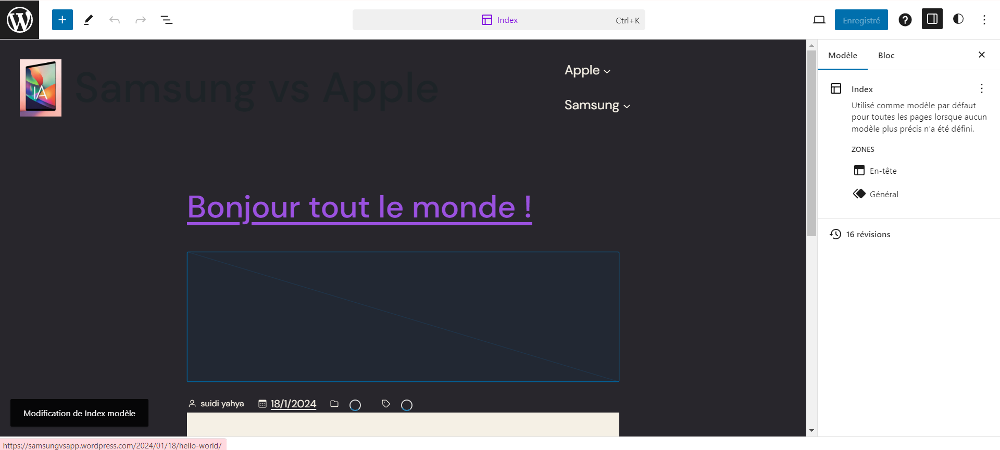 Index
Ctrl+K
Enregistré
IA
Samsung vs Apple
Apple
Samsung
Bonjour tout le monde !
suidi yahya
18/1/2024
Modification de Index modèle
https://samsungvsapp.wordpress.com/2024/01/18/hello-world/
Modèle
Bloc
Index
Utilisé comme modèle par défaut
pour toutes les pages lorsque aucun
modèle plus précis n’a été défini.
ZONES
En-tête
Général
16 révisions